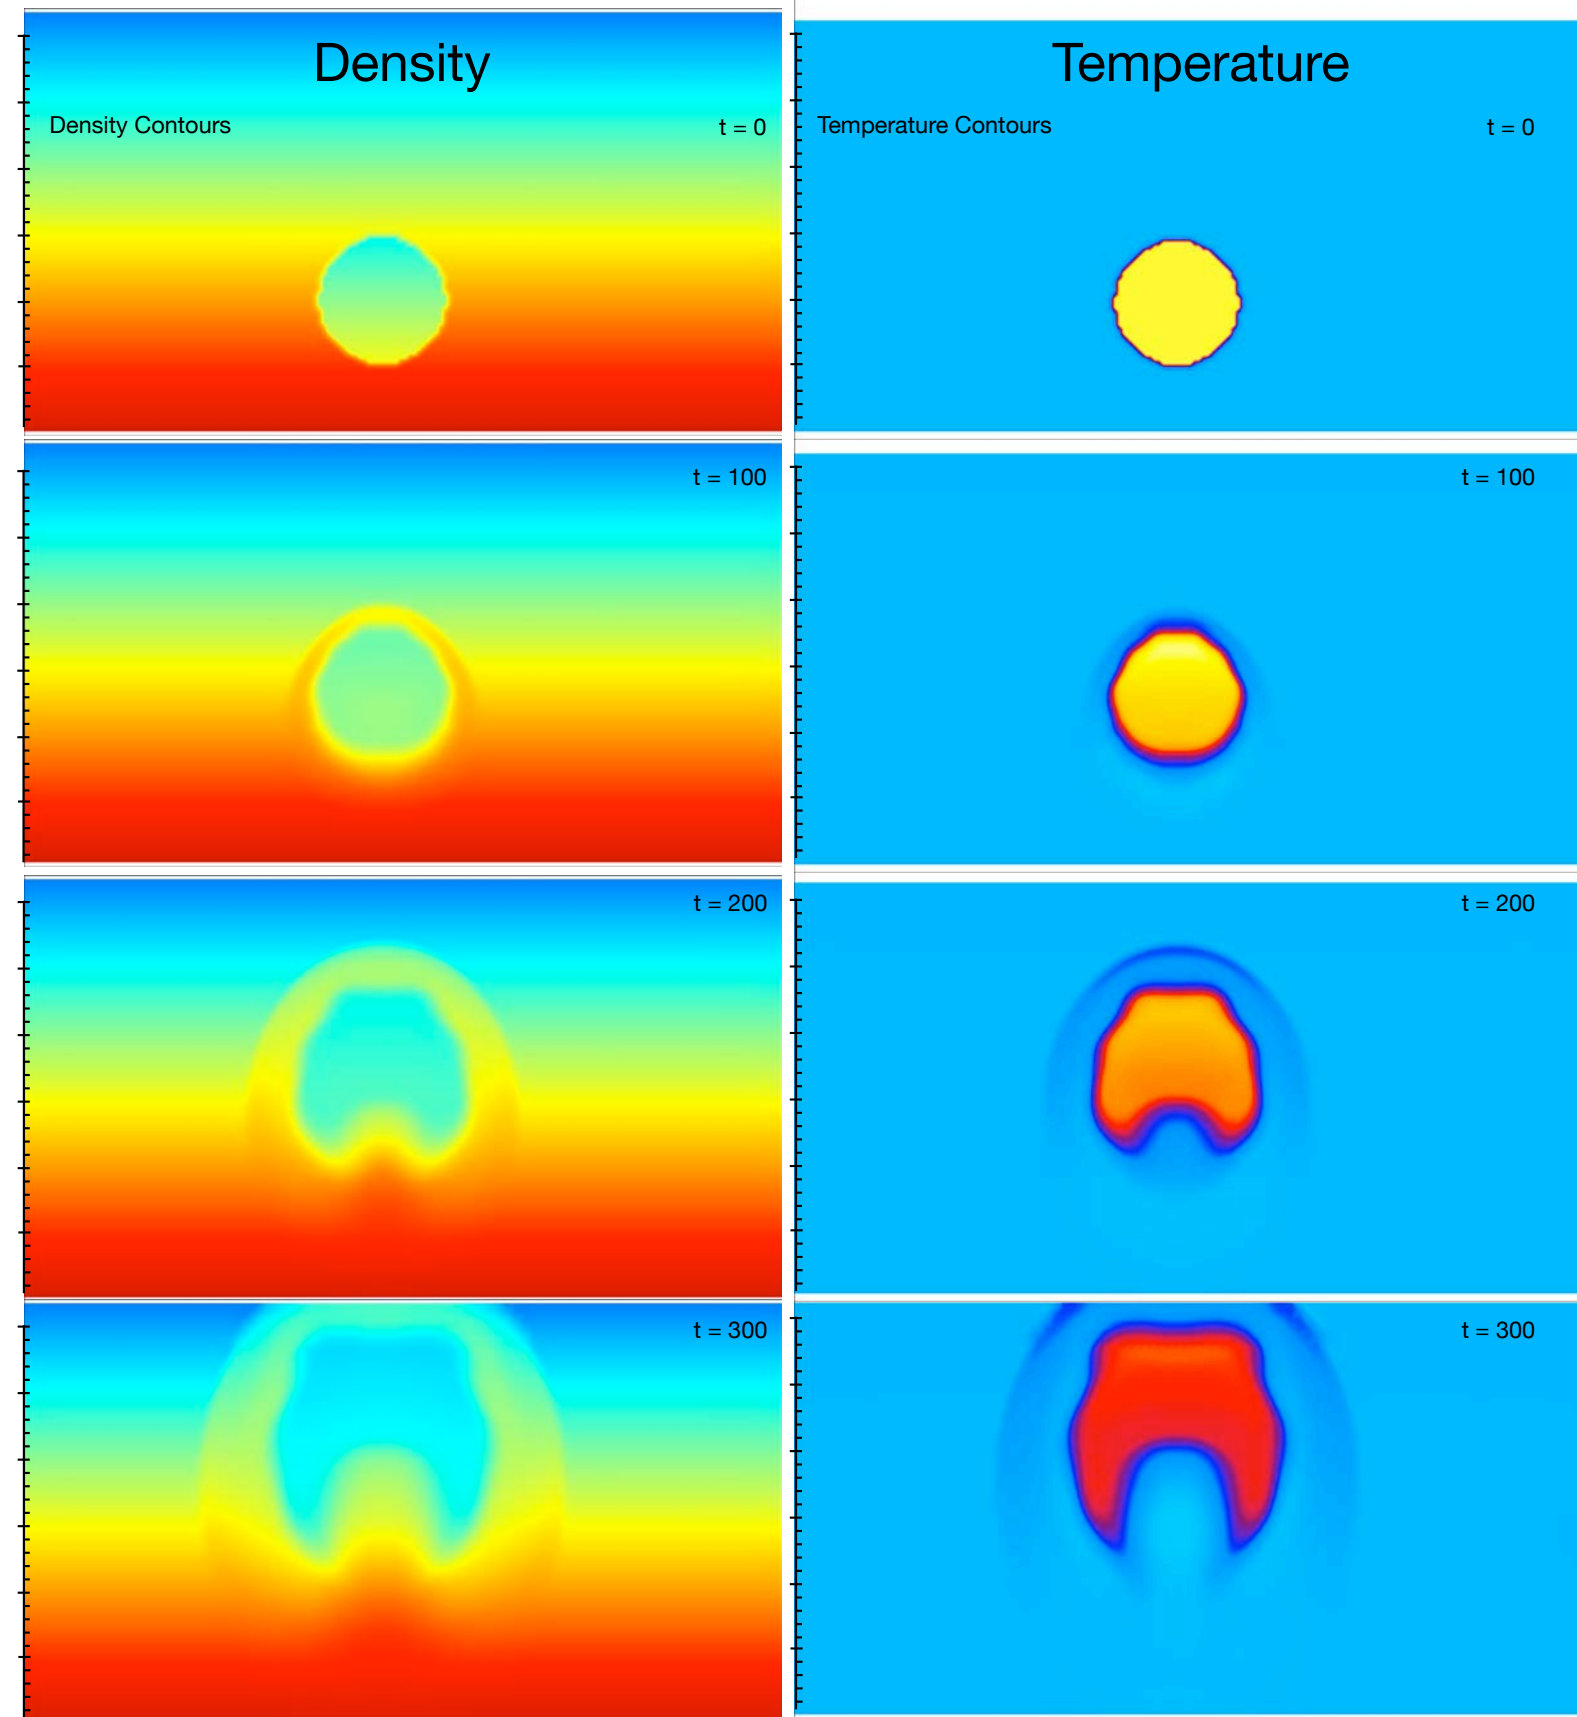 Density
Temperature
Density Contours
t = 0
Temperature Contours
t = 0
t = 100
t = 100
t = 200
t = 200
t = 300
t = 300